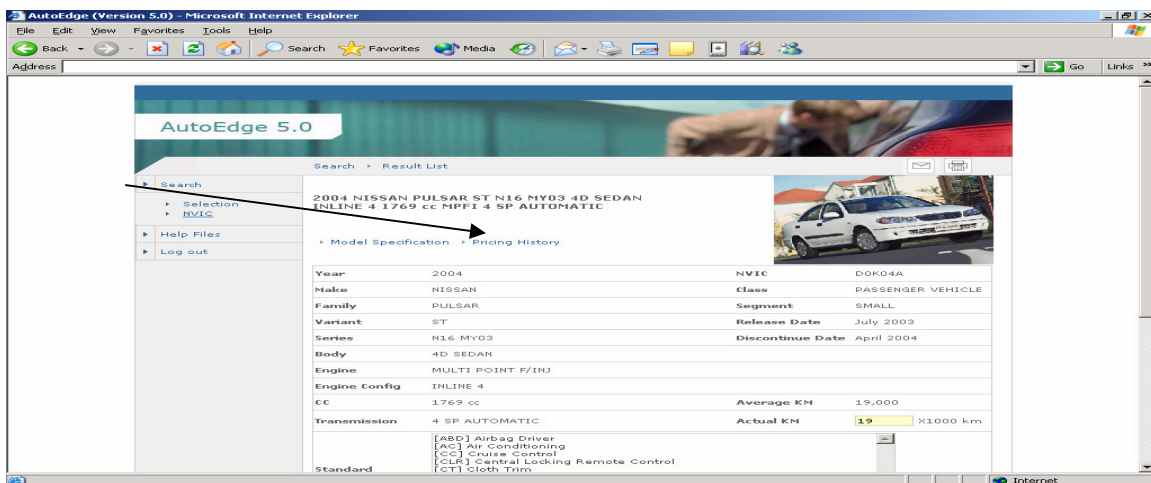 AutoEdge (Version 5.0) - Microsoft Internet Explorer
File Edit View Favorites Tools Help
Back Search Favorites Media
Address Go Links »
AutoEdge 5.0
Search Result List
Search
Selection
NVIC
Help Files
Log out
2004 NISSAN PULSAR ST N16 MY03 4D SEDAN
INLINE 4 1769 cc MPFI 4 SP AUTOMATIC
Model Specification Pricing History
Year 2004 NVIC D0K04A
Make NISSAN Class PASSENGER VEHICLE
Family PULSAR Segment SMALL
Variant ST Release Date July 2003
Series N16 MY03 Discontinue Date April 2004
Body 4D SEDAN
Engine MULTI POINT F/INJ
Engine Config INLINE 4
CC 1769 cc Average KM 19,000
Transmission 4 SP AUTOMATIC Actual KM 19 X1000 km
[ABD] Airbag Driver
[AC] Air Conditioning
[CC] Cruise Control
[CLR] Central Locking Remote Control
Standard [CT] Cloth Trim
Internet